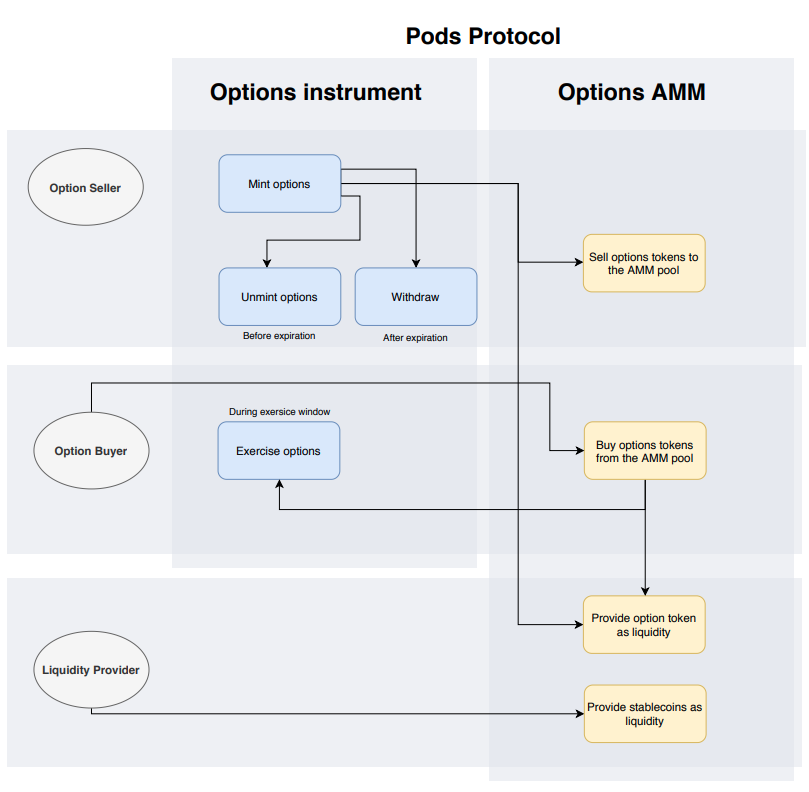 Pods Protocol
Options instrument
Options AMM
Option Seller
Mint options
Sell options tokens to
the AMM pool
Unmint options
Withdraw
Before expiration
After expiration
During exersice window
Option Buyer
Exercise options
Buy options tokens
from the AMM pool
Provide option token
as liquidity
Liquidity Provider
Provide stablecoins as
liquidity